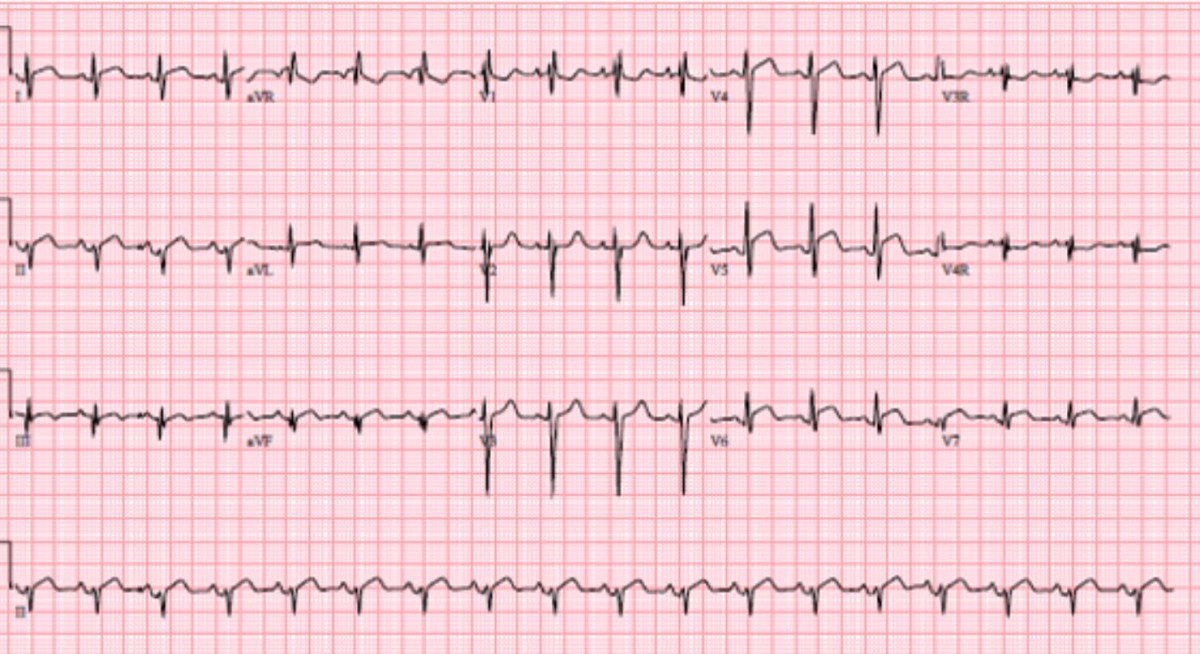 I aVR V1 V4 V3R
II aVL V2 V5 V4R
III aVF V3 V6 V7
II